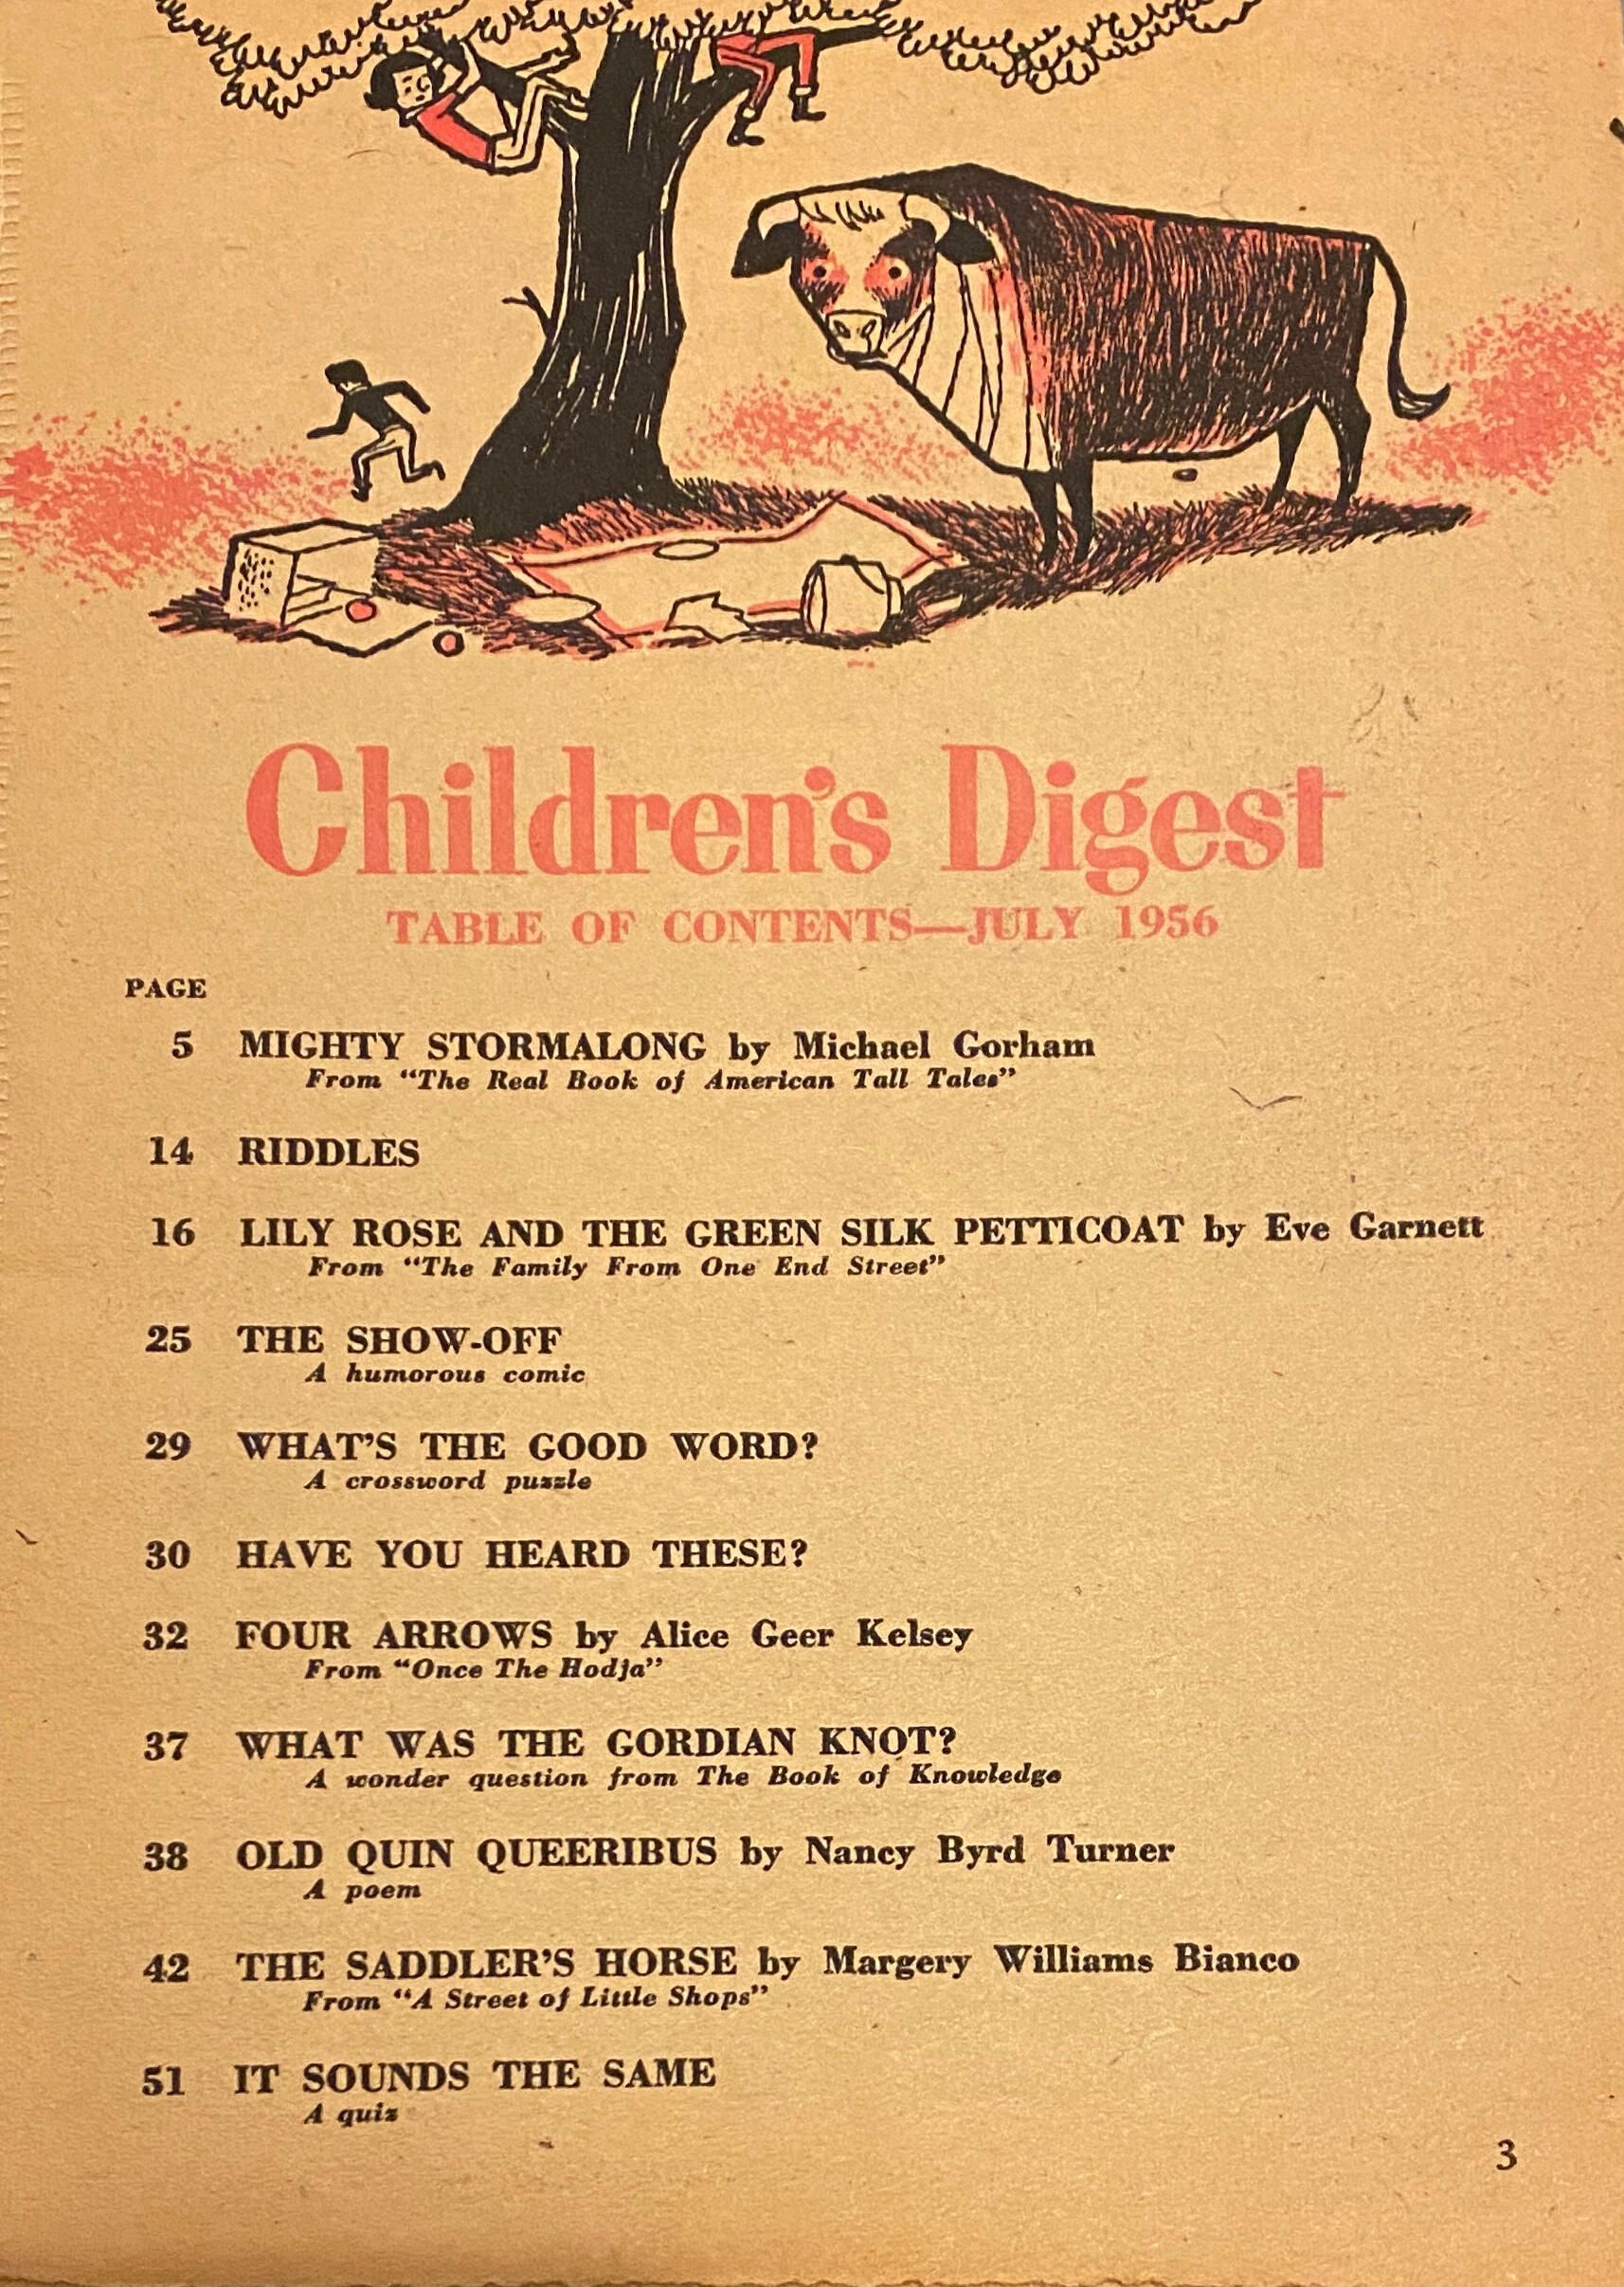 Children's Digest
TABLE OF CONTENTS—JULY 1956
PAGE
5 MIGHTY STORMALONG by Michael Gorham
From "The Real Book of American Tall Tales"
14 RIDDLES
16 LILY ROSE AND THE GREEN SILK PETTICOAT by Eve Garnett
From "The Family From One End Street"
25 THE SHOW-OFF
A humorous comic
29 WHAT'S THE GOOD WORD?
A crossword puzzle
30 HAVE YOU HEARD THESE?
32 FOUR ARROWS by Alice Geer Kelsey
From "Once The Hodja"
37 WHAT WAS THE GORDIAN KNOT?
A wonder question from The Book of Knowledge
38 OLD QUIN QUEERIBUS by Nancy Byrd Turner
A poem
42 THE SADDLER'S HORSE by Margery Williams Bianco
From "A Street of Little Shops"
51 IT SOUNDS THE SAME
A quiz
3